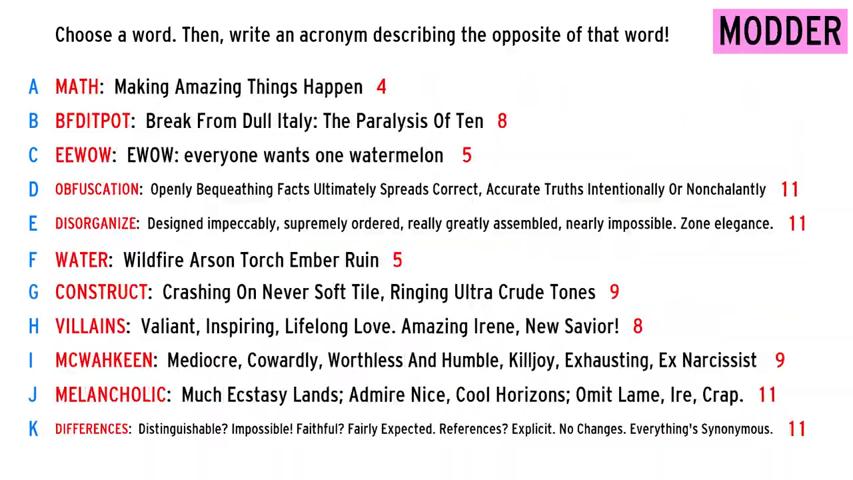 Choose a word. Then, write an acronym describing the opposite of that word! MODDER
A MATH: Making Amazing Things Happen 4
B BFDITPOT: Break From Dull Italy: The Paralysis Of Ten 8
C EEWOW: EWOW: everyone wants one watermelon 5
D OBFUSCATION: Openly Bequeathing Facts Ultimately Spreads Correct, Accurate Truths Intentionally Or Nonchalantly 11
E DISORGANIZE: Designed impeccably, supremely ordered, really greatly assembled, nearly impossible. Zone elegance. 11
F WATER: Wildfire Arson Torch Ember Ruin 5
G CONSTRUCT: Crashing On Never Soft Tile, Ringing Ultra Crude Tones 9
H VILLAINS: Valiant, Inspiring, Lifelong Love. Amazing Irene, New Savior! 8
I MCWAHKEEN: Mediocre, Cowardly, Worthless And Humble, Killjoy, Exhausting, Ex Narcissist 9
J MELANCHOLIC: Much Ecstasy Lands; Admire Nice, Cool Horizons; Omit Lame, Ire, Crap. 11
K DIFFERENCES: Distinguishable? Impossible! Faithful? Fairly Expected. References? Explicit. No Changes. Everything's Synonymous. 11